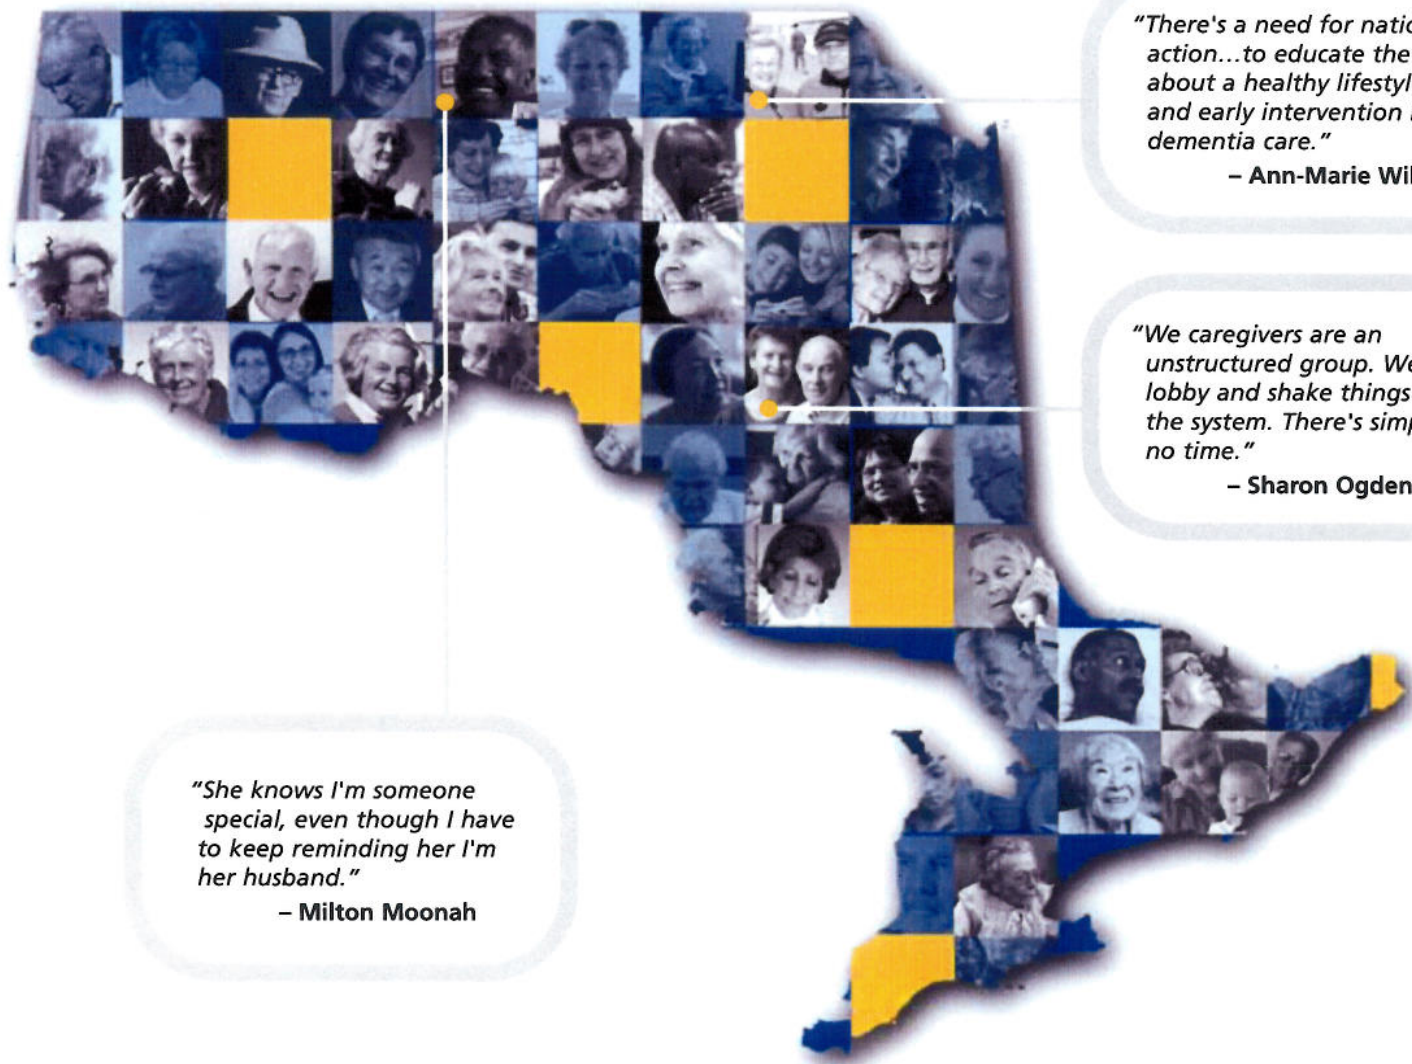 "There's a need for
action...to educate the
about a healthy
and early intervention
dementia care."
– Ann-Marie
"We caregivers are an
unstructured group.
lobby and shake things
the system. There's
no time."
– Sharon Ogden
"She knows I'm someone
special, even though I have
to keep reminding her I'm
her husband."
– Milton Moonah